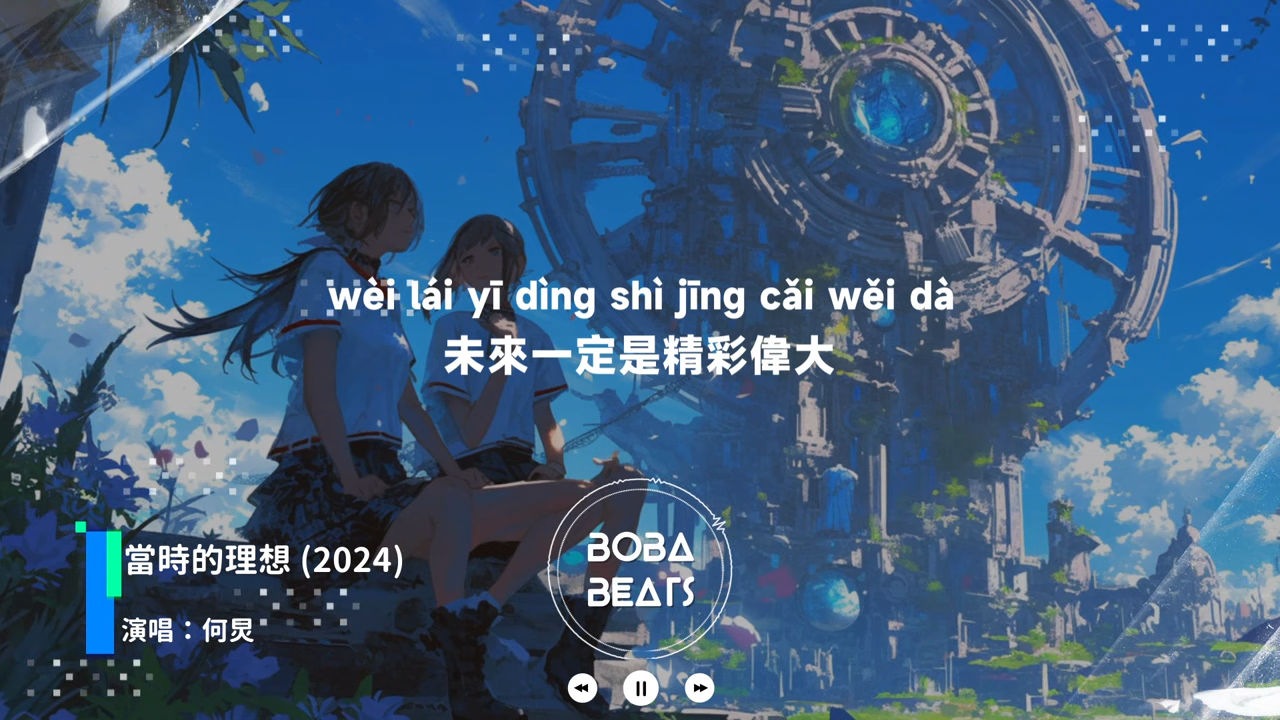 wèi lái yī dìng shì jīng cǎi wěi dà
未來一定是精彩偉大
當時的理想 (2024)
演唱：何炅
BOBA
BEATS